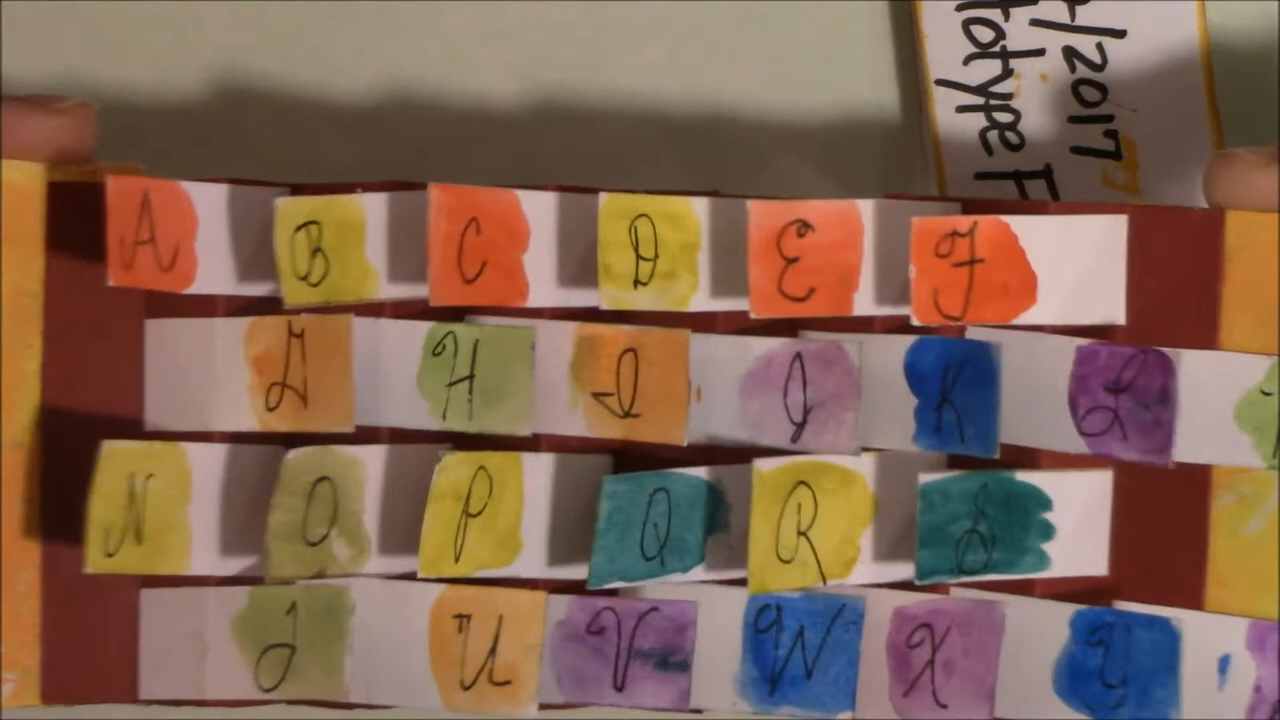 /2017
totype F
A B C D E F
G H I J K L
N O P Q R S
T U V W X Y